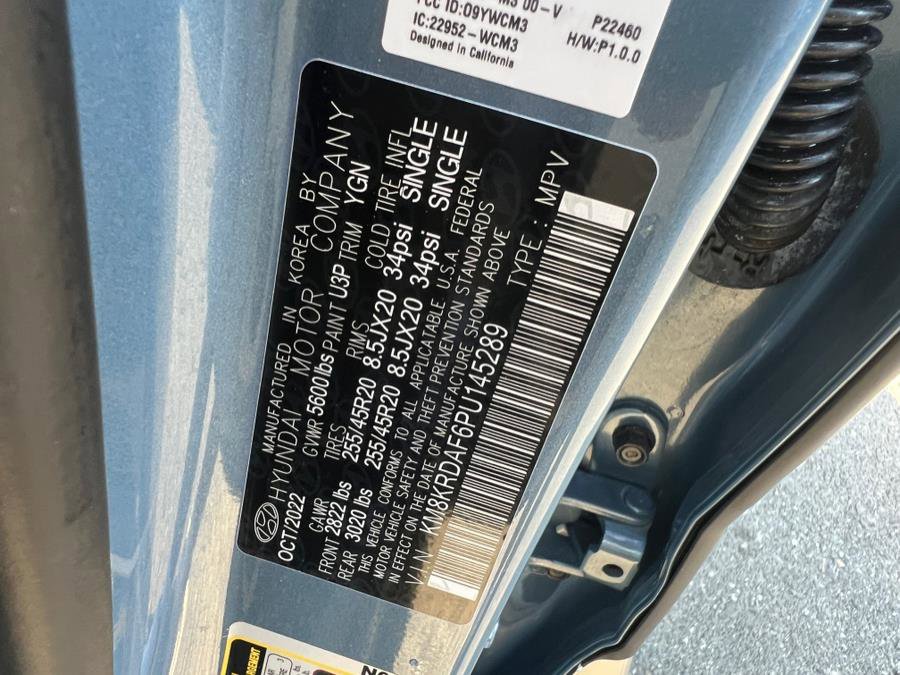 M3 00-V P22460
FCC ID:O9YWCM3
IC:22952-WCM3 H/W:P1.0.0
Designed in California
MANUFACTURED IN KOREA BY
HYUNDAI MOTOR COMPANY
OCT/2022 GVWR 5600lbs PAINT U3P TRIM YGN
GAWR TIRES RIMS COLD TIRE INFL
FRONT 2822 lbs 255/45R20 8.5JX20 34psi SINGLE
REAR 3020 lbs 255/45R20 8.5JX20 34psi SINGLE
THIS VEHICLE CONFORMS TO ALL APPLICABLE U.S.A. FEDERAL
MOTOR VEHICLE SAFETY AND THEFT PREVENTION STANDARDS
IN EFFECT ON THE DATE OF MANUFACTURE SHOWN ABOVE
V.I.N : KM8KRDAF6PU145289 TYPE : MPV